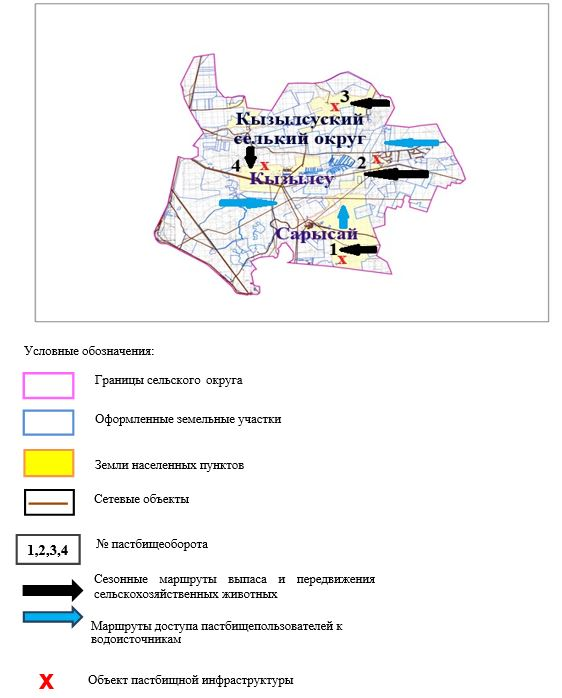 3
Кызылсуский
селький округ
4
2
Кызылсу
Сарысай
1
x
x
x
x
Условные обозначения:
Границы сельского округа
Оформленные земельные участки
Земли населенных пунктов
Сетевые объекты
1,2,3,4
№ пастбищеоборота
Сезонные маршруты выпаса и передвижения
сельскохозяйственных животных
Маршруты доступа пастбищепользователей к
водоисточникам
X
Объект пастбищной инфраструктуры